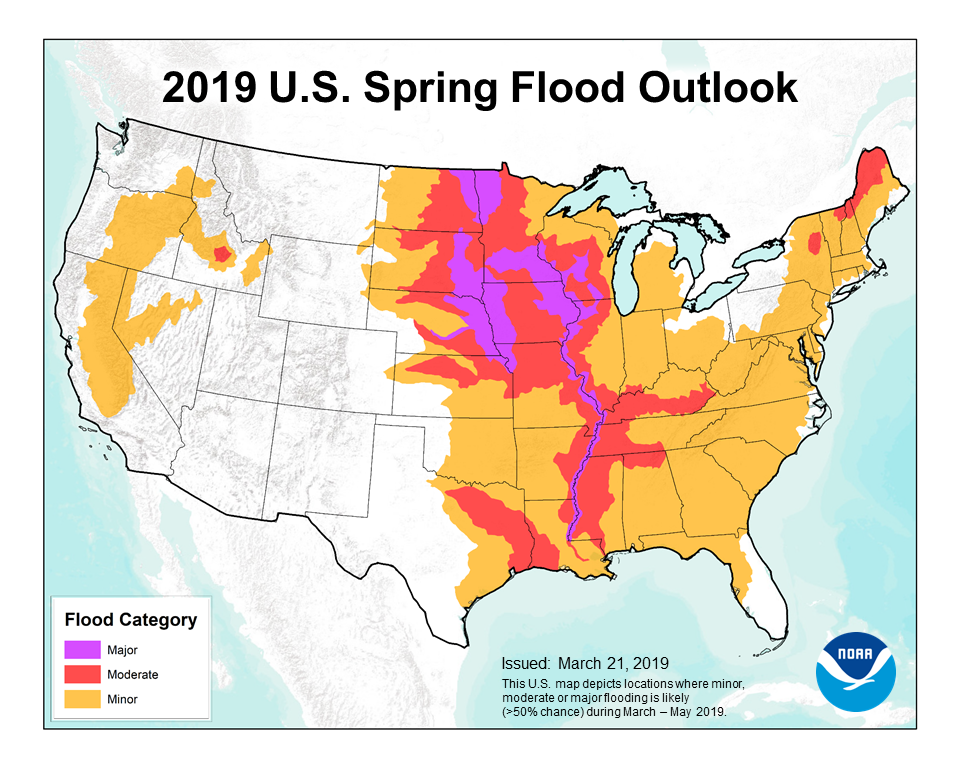 2019 U.S. Spring Flood Outlook
Flood Category
Major
Moderate
Minor
Issued: March 21, 2019
This U.S. map depicts locations where minor,
moderate or major flooding is likely
(>50% chance) during March – May 2019.
NOAA